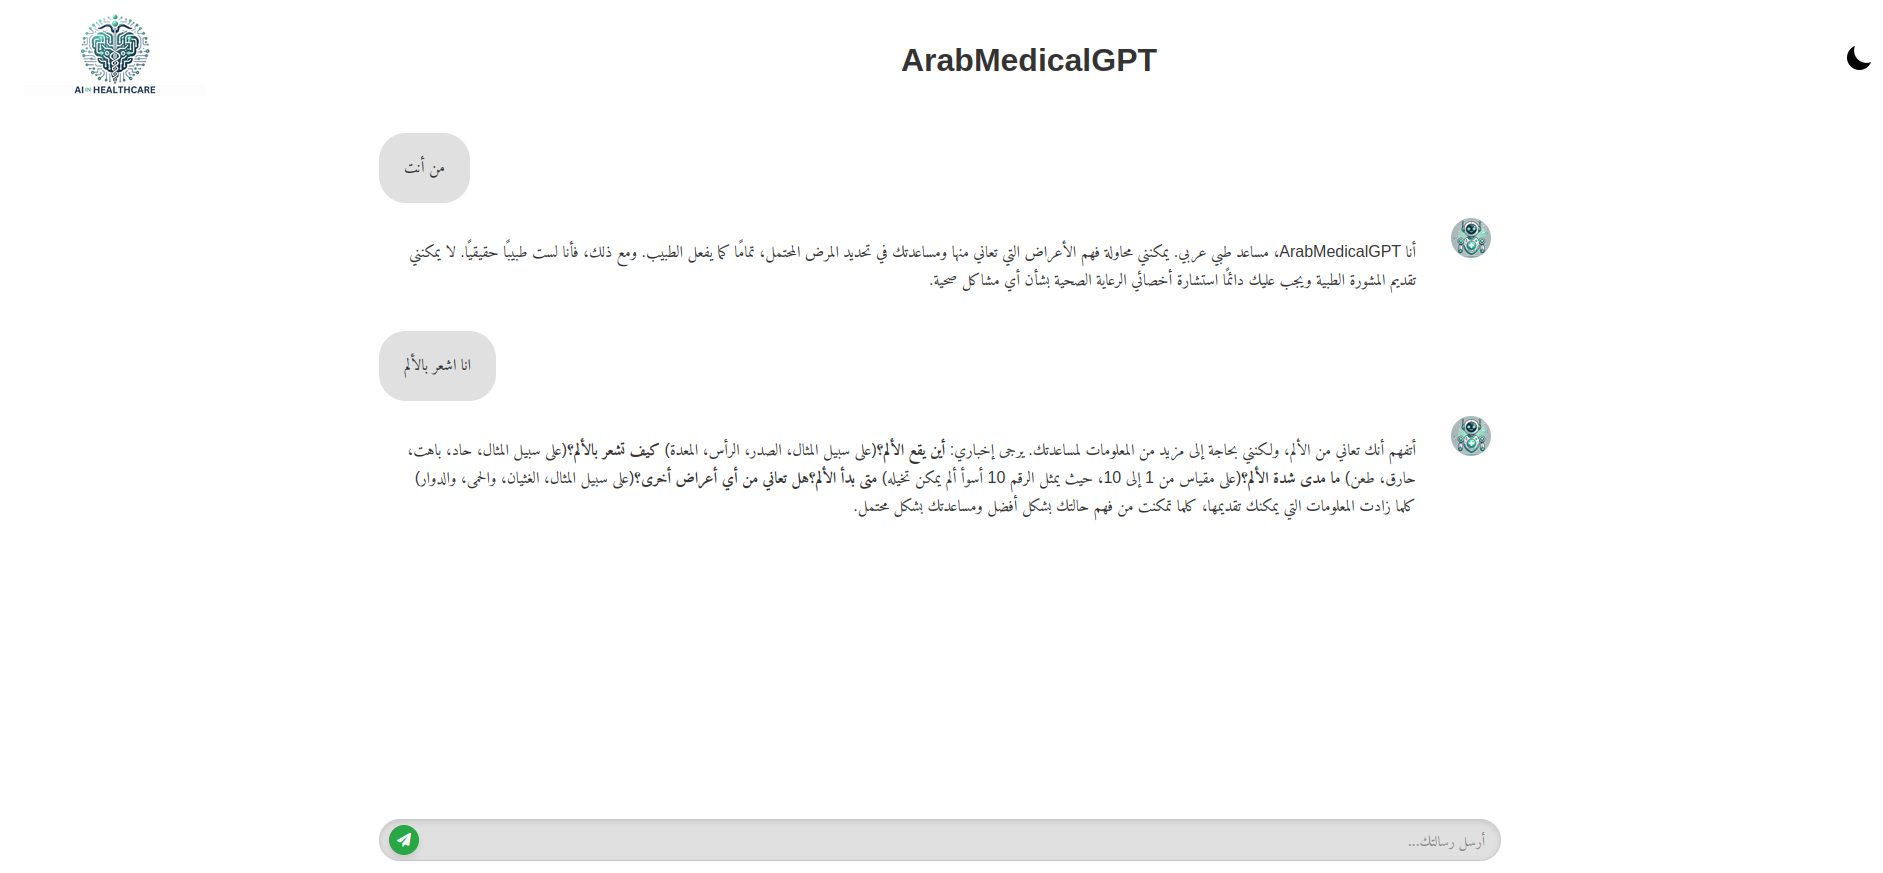 AI IN HEALTHCARE
ArabMedicalGPT
من أنت
أنا ArabMedicalGPT، مساعد طبي عربي. يمكنني محاولة فهم الأعراض التي تعاني منها ومساعدتك في تحديد المرض المحتمل، تمامًا كما يفعل الطبيب. ومع ذلك، فأنا لست طبيبًا حقيقيًا. لا يمكنني
تقديم المشورة الطبية ويجب عليك دائمًا استشارة أخصائي الرعاية الصحية بشأن أي مشاكل صحية.
انا اشعر بالألم
أتفهم أنك تعاني من الألم، ولكنني بحاجة إلى مزيد من المعلومات لمساعدتك. يرجى إخباري: أين يقع الألم؟(على سبيل المثال، الصدر، الرأس، المعدة) كيف تشعر بالألم؟(على سبيل المثال، حاد، باهت،
حارق، طعن) ما مدى شدة الألم؟(على مقياس من 1 إلى 10، حيث يمثل الرقم 10 أسوأ ألم يمكن تخيله) متى بدأ الألم؟هل تعاني من أي أعراض أخرى؟(على سبيل المثال، الغثيان، والحمى، والدوار)
كلما زادت المعلومات التي يمكنك تقديمها، كلما تمكنت من فهم حالتك بشكل أفضل ومساعدتك بشكل محتمل.
أرسل رسالتك...